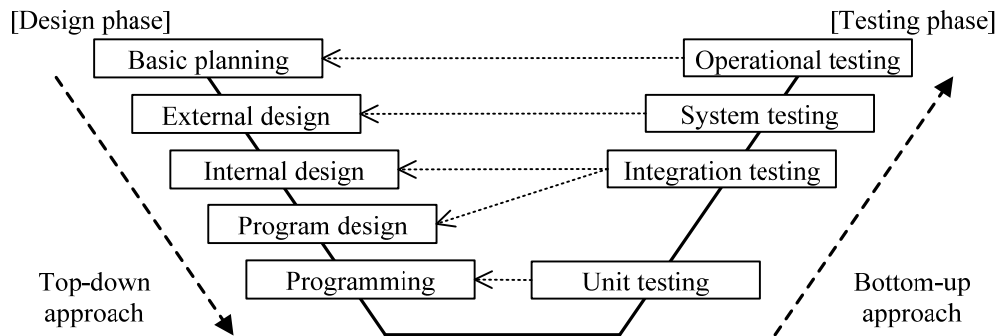 [Design phase]
[Testing phase]
Basic planning
Operational testing
External design
System testing
Internal design
Integration testing
Program design
Programming
Unit testing
Top-down
approach
Bottom-up
approach